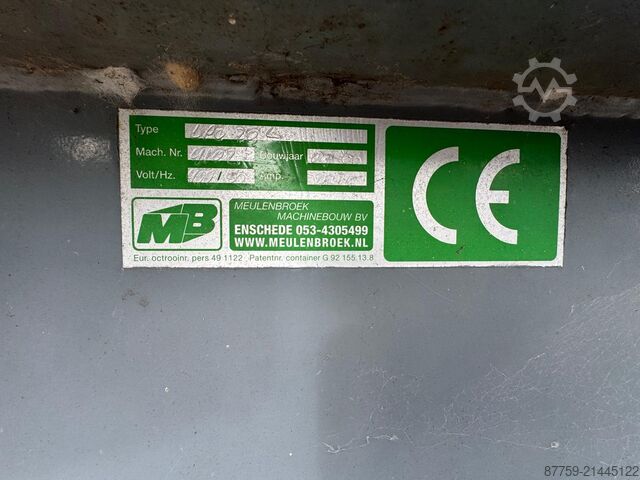 Type
Mach. Nr.
Bouwjaar
Volt/Hz.
Amp.
MB
MEULENBROEK
MACHINEBOUW BV
ENSCHEDE 053-4305499
WWW.MEULENBROEK.NL
Eur. octrooinr. pers 49 1122 Patentnr. container G 92 155.13.8
CE
87759-21445122